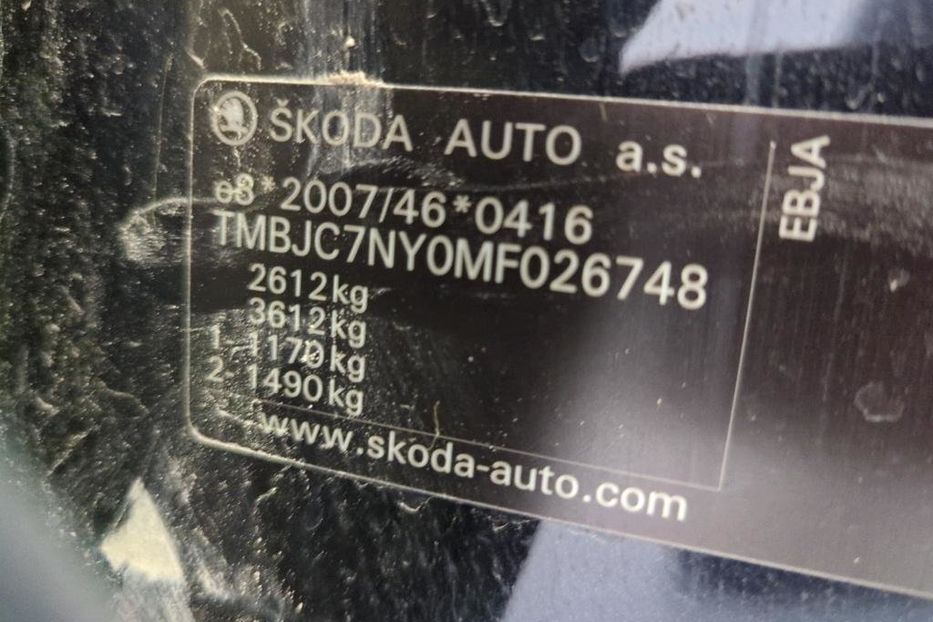 ŠKODA AUTO a.s.
e8*2007/46*0416
TMBJC7NY0MF026748
2612kg
3612kg
1-1170kg
2-1490kg
www.skoda-auto.com
EBJA